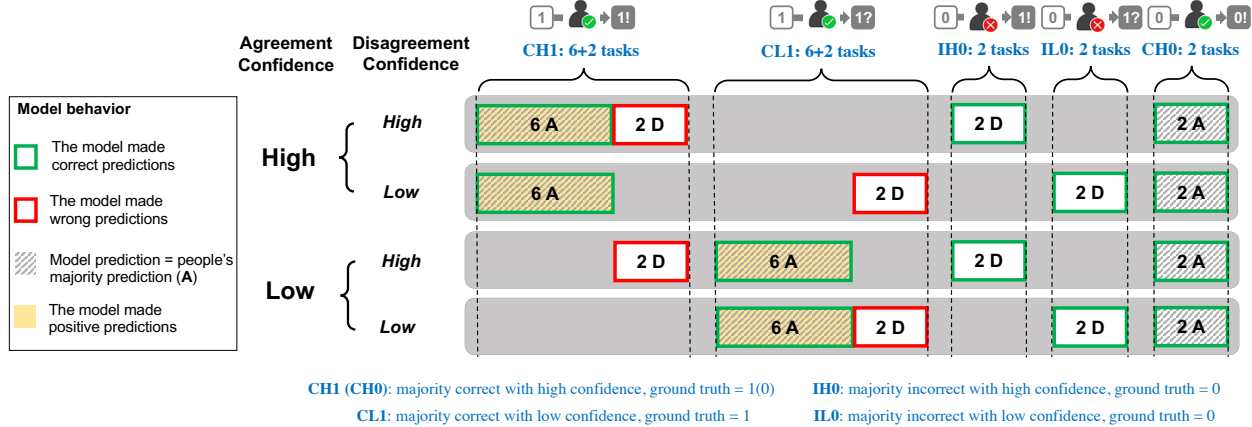 1 1! 1 1? 0 1! 0 1? 0 0!
CH1: 6+2 tasks CL1: 6+2 tasks IH0: 2 tasks IL0: 2 tasks CH0: 2 tasks
Agreement Confidence
Disagreement Confidence
Model behavior
The model made
correct predictions
The model made
wrong predictions
Model prediction = people's
majority prediction (A)
The model made
positive predictions
High
High 6 A 2 D 2 D 2 A
Low 6 A 2 D 2 D 2 A
Low
High 2 D 6 A 2 D 2 A
Low 6 A 2 D 2 D 2 A
CH1 (CH0): majority correct with high confidence, ground truth = 1(0)
IH0: majority incorrect with high confidence, ground truth = 0
CL1: majority correct with low confidence, ground truth = 1
IL0: majority incorrect with low confidence, ground truth = 0